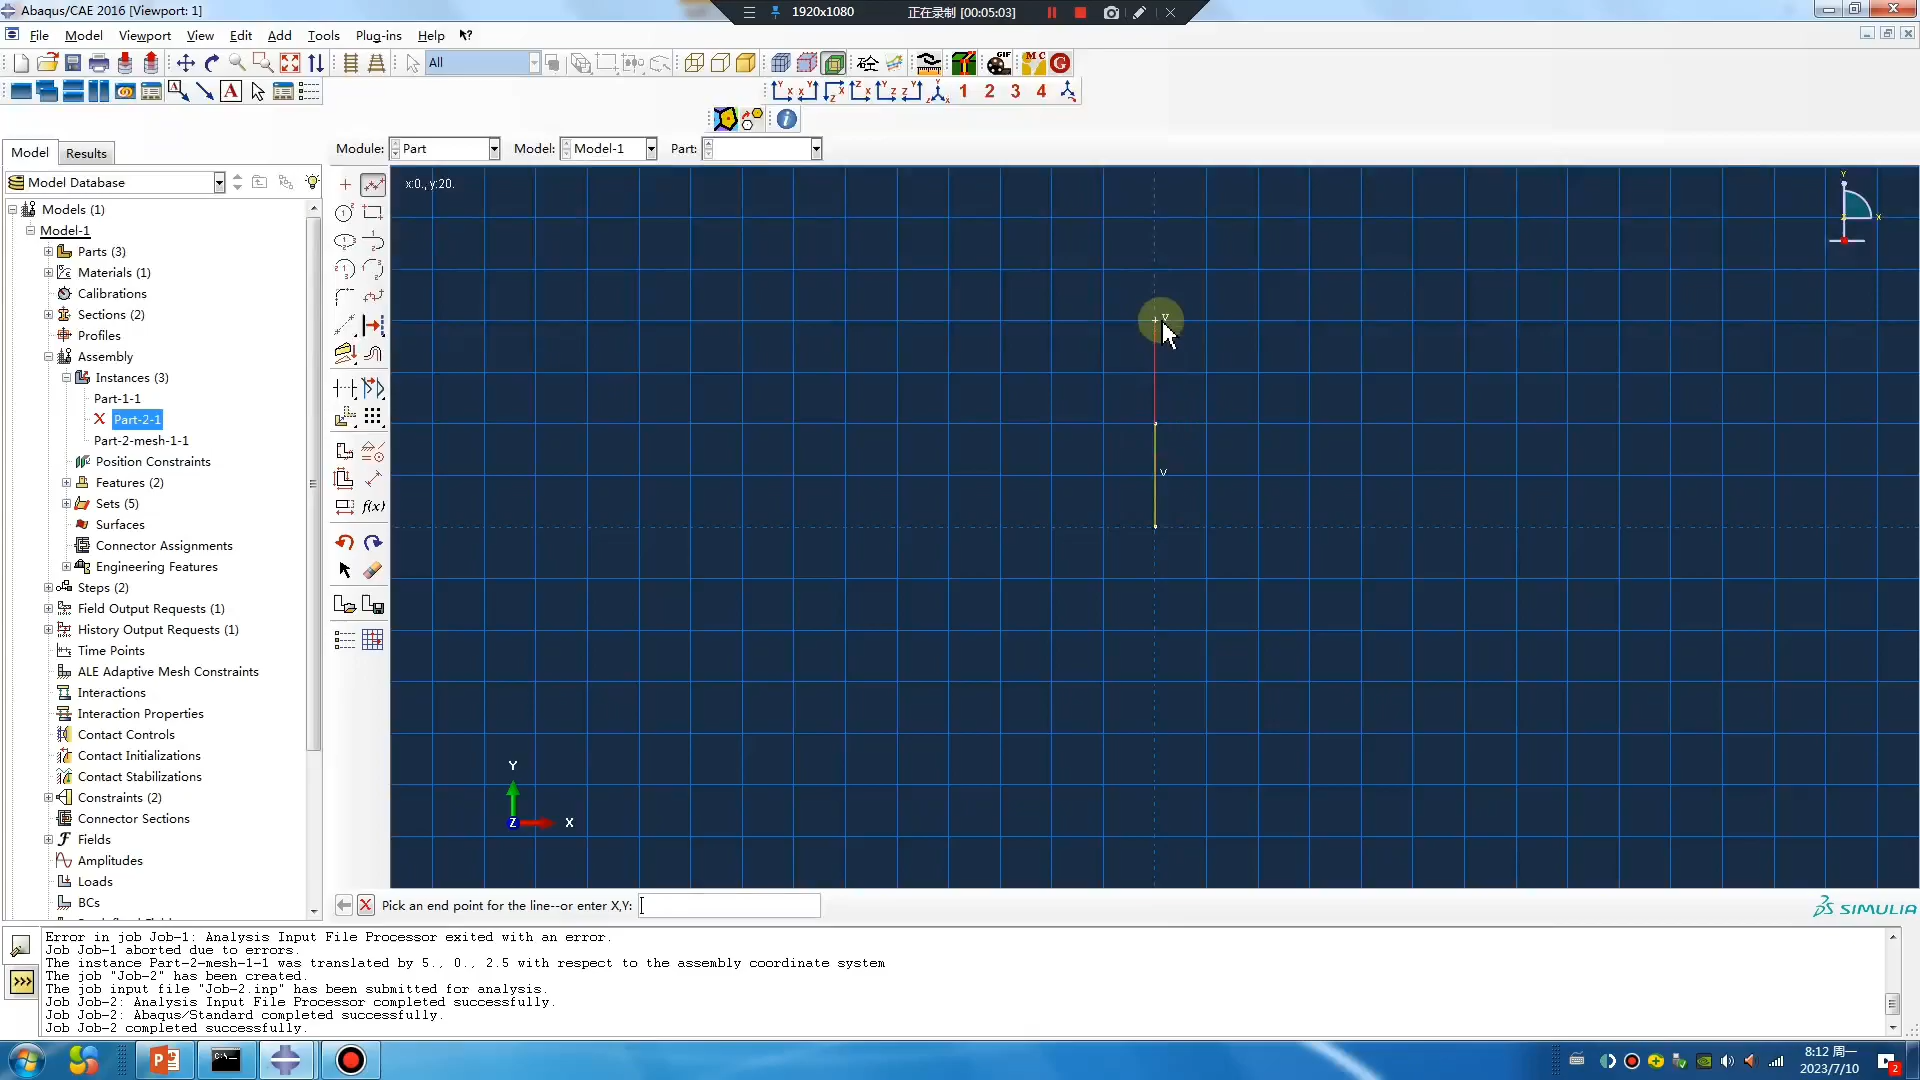 Abaqus/CAE 2016 [Viewport: 1]
1920x1080
正在录制 [00:05:03]
File Model Viewport View Edit Add Tools Plug-ins Help
All
GIF
M C
G
砼
1 2 3 4
Model Results
Module: Part Model: Model-1 Part:
Model Database
x:0., y:20.
Models (1)
Model-1
Parts (3)
Materials (1)
Calibrations
Sections (2)
Profiles
Assembly
Instances (3)
Part-1-1
Part-2-1
Part-2-mesh-1-1
Position Constraints
Features (2)
Sets (5)
Surfaces
Connector Assignments
Engineering Features
Steps (2)
Field Output Requests (1)
History Output Requests (1)
Time Points
ALE Adaptive Mesh Constraints
Interactions
Interaction Properties
Contact Controls
Contact Initializations
Contact Stabilizations
Constraints (2)
Connector Sections
Fields
Amplitudes
Loads
BCs
f(x)
V
V
Y
X
Y
Z
X
Pick an end point for the line--or enter X,Y:
SIMULIA
Error in job Job-1: Analysis Input File Processor exited with an error.
Job Job-1 aborted due to errors.
The instance Part-2-mesh-1-1 was translated by 5., 0., 2.5 with respect to the assembly coordinate system
The job "Job-2" has been created.
The job input file "Job-2.inp" has been submitted for analysis.
Job Job-2: Analysis Input File Processor completed successfully.
Job Job-2: Abaqus/Standard completed successfully.
Job Job-2 completed successfully.
>>>
8:12 周一
2023/7/10
2